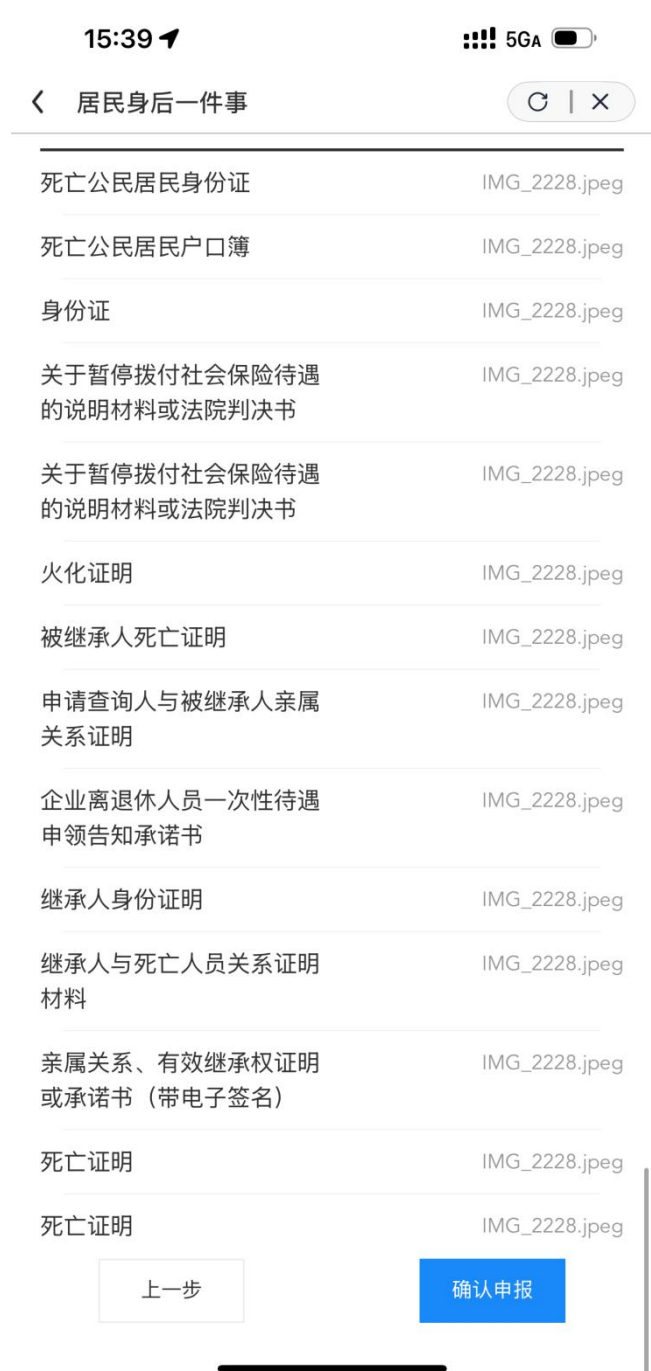 15:39
5GA
居民身后一件事
死亡公民居民身份证 IMG_2228.jpeg
死亡公民居民户口簿 IMG_2228.jpeg
身份证 IMG_2228.jpeg
关于暂停拨付社会保险待遇 IMG_2228.jpeg
的说明材料或法院判决书
关于暂停拨付社会保险待遇 IMG_2228.jpeg
的说明材料或法院判决书
火化证明 IMG_2228.jpeg
被继承人死亡证明 IMG_2228.jpeg
申请查询人与被继承人亲属 IMG_2228.jpeg
关系证明
企业离退休人员一次性待遇 IMG_2228.jpeg
申领告知承诺书
继承人身份证明 IMG_2228.jpeg
继承人与死亡人员关系证明 IMG_2228.jpeg
材料
亲属关系、有效继承权证明 IMG_2228.jpeg
或承诺书（带电子签名）
死亡证明 IMG_2228.jpeg
死亡证明 IMG_2228.jpeg
上一步 确认申报